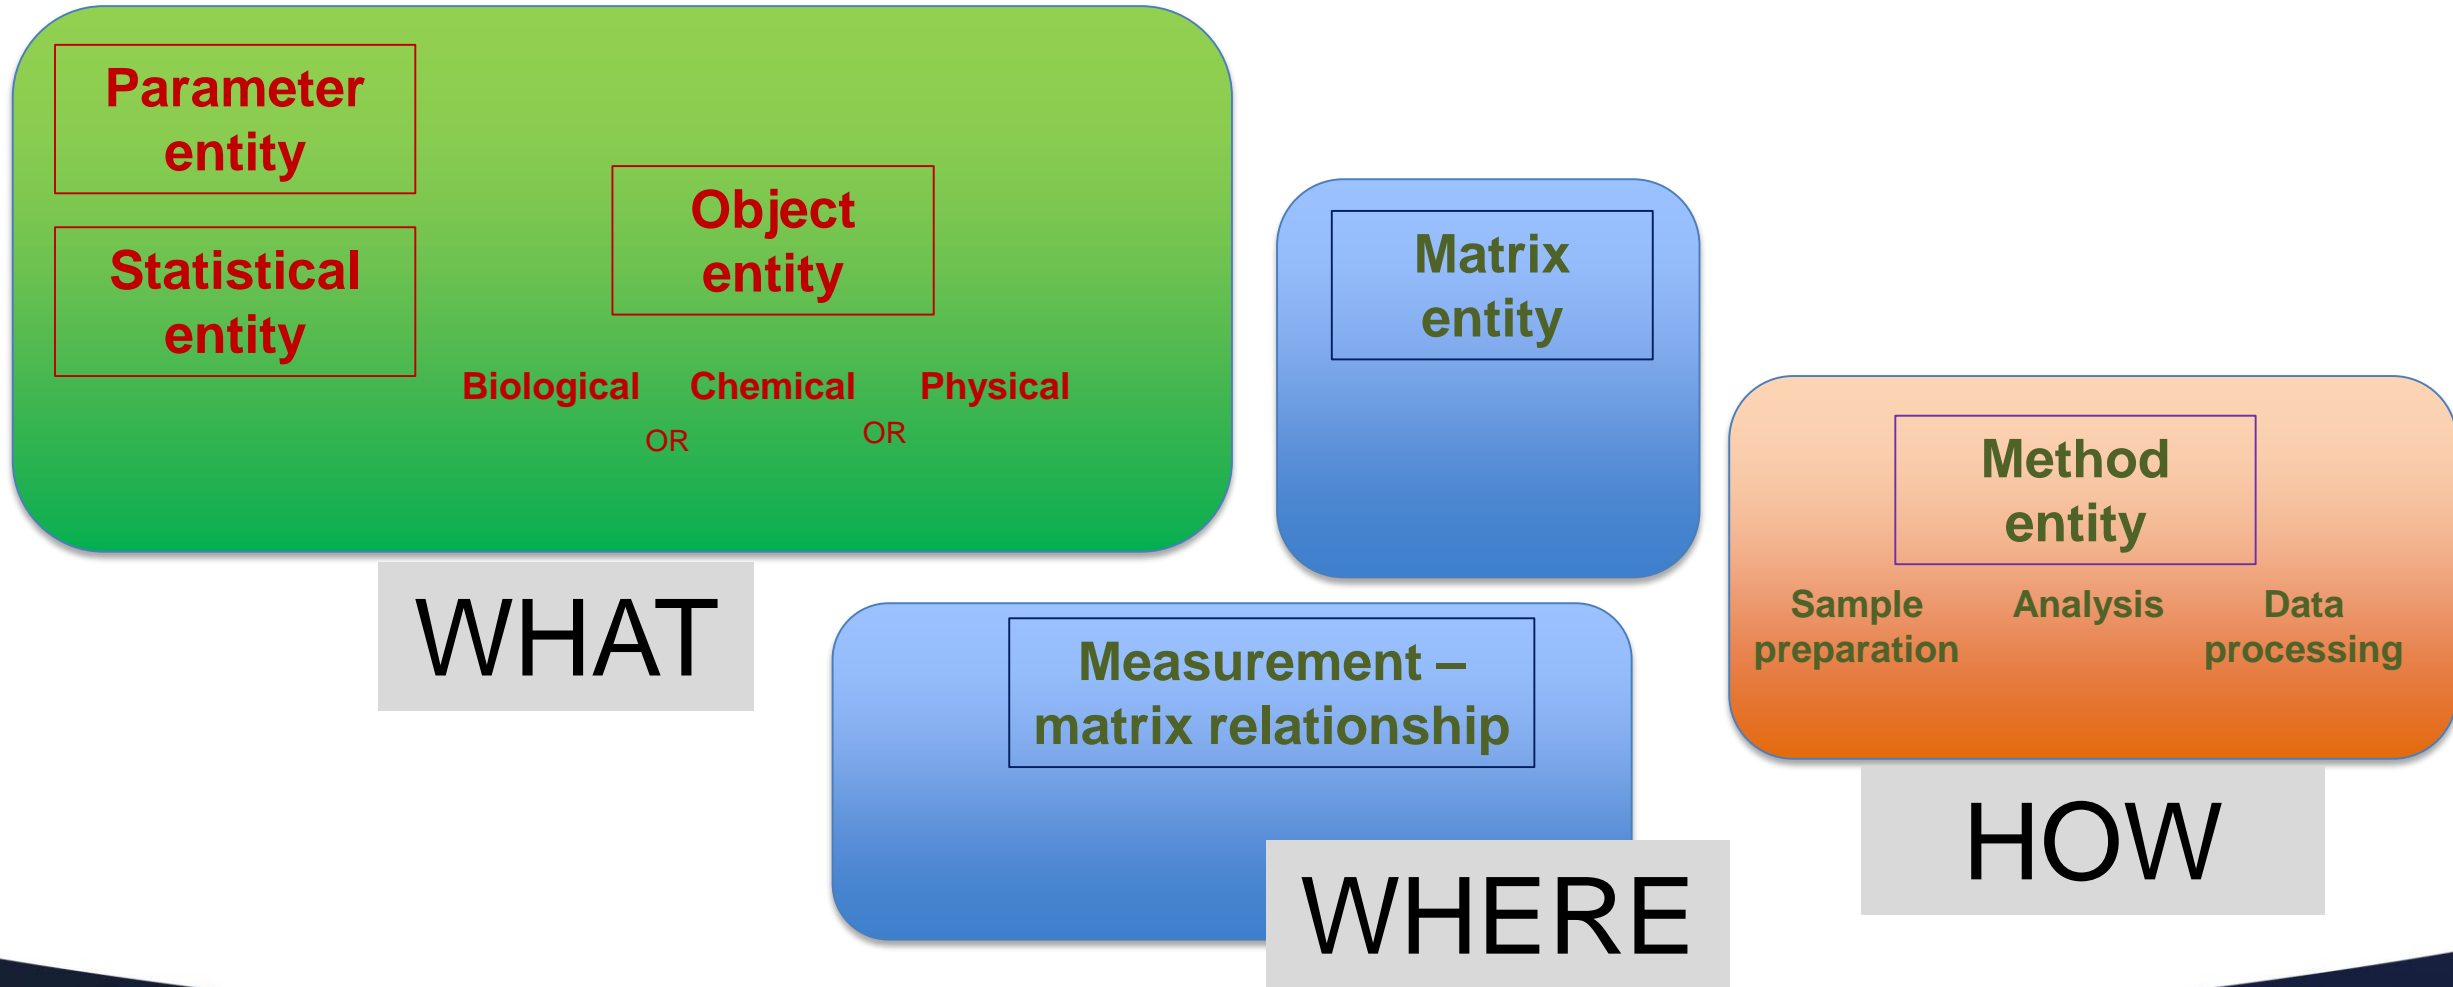 Parameter
entity
Statistical
entity
Object
entity
Biological Chemical Physical
OR OR
WHAT
Matrix
entity
Measurement –
matrix relationship
WHERE
Method
entity
Sample Analysis Data
preparation processing
HOW